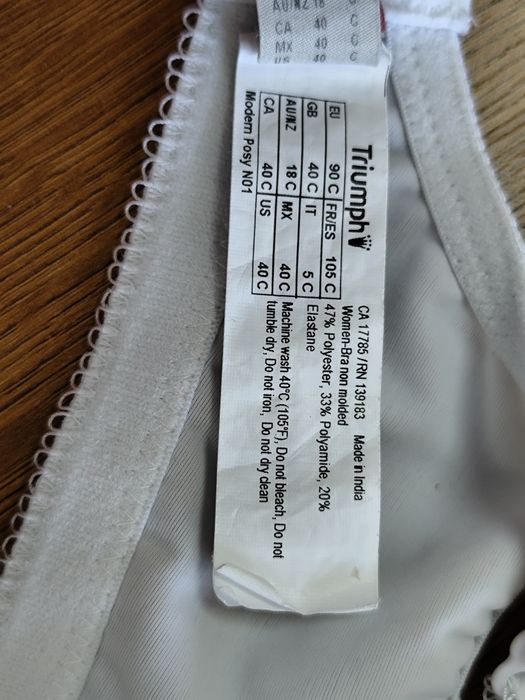 AU/NZ 18 C
CA 40 C
MX 40 C
US 40
Triumph
EU 90 C FR/ES 105 C
GB 40 C IT 5 C
AU/NZ 18 C MX 40 C
CA 40 C US 40 C
Modern Posy N01
CA 17785 / RN 139183 Made in India
Women-Bra non molded
47% Polyester, 33% Polyamide, 20%
Elastane
Machine wash 40°C (105°F), Do not bleach, Do not
tumble dry, Do not iron, Do not dry clean